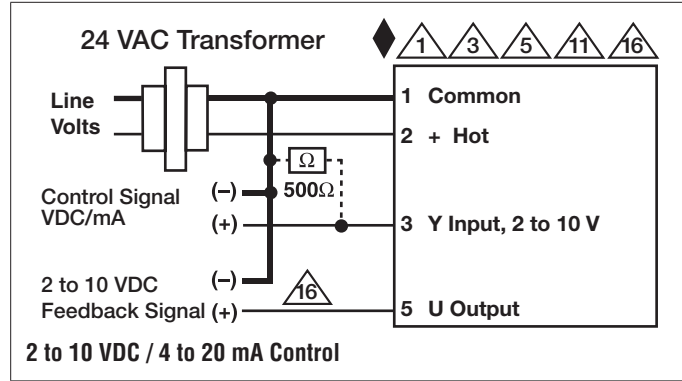 24 VAC Transformer
1 3 5 11 16
Line Volts
1 Common
2 + Hot
Ω
500Ω
Control Signal (–)
VDC/mA (+)
3 Y Input, 2 to 10 V
2 to 10 VDC (–)
16
Feedback Signal (+)
5 U Output
2 to 10 VDC / 4 to 20 mA Control